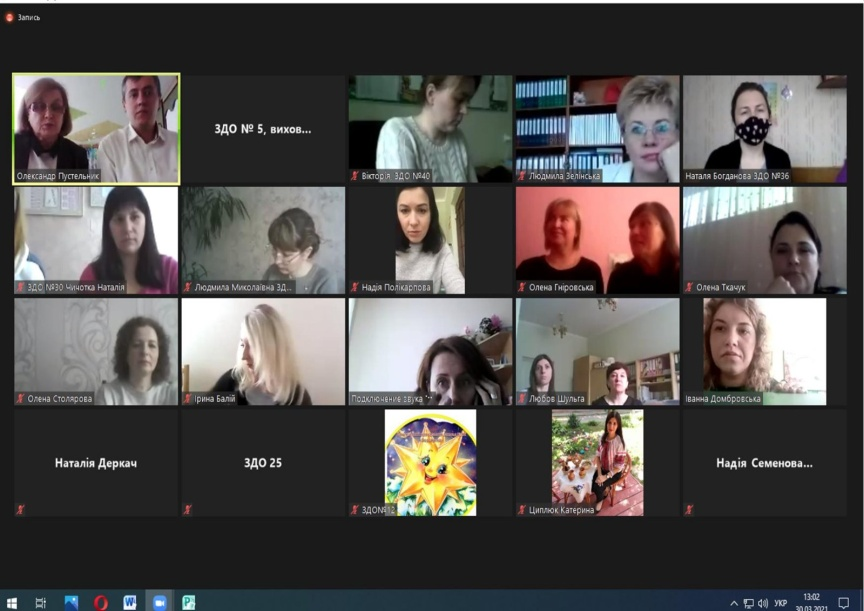 Запись
Олександр Пустельник
ЗДО № 5, вихов...
Вікторія ЗДО №40
Людмила Зелінська
Наталя Богданова ЗДО №36
ЗДО №30 Чичотка Наталія
Людмила Миколаївна ЗД...
Надія Полікарпова
Олена Гніровська
Олена Ткачук
Олена Столярова
Ірина Балій
Подключение звука
Любов Шульга
Іванна Домбровська
Наталія Деркач
ЗДО 25
ЗДО№12
Циплюк Катерина
Надія Семенова...
УКР
13:02
30.03.2021